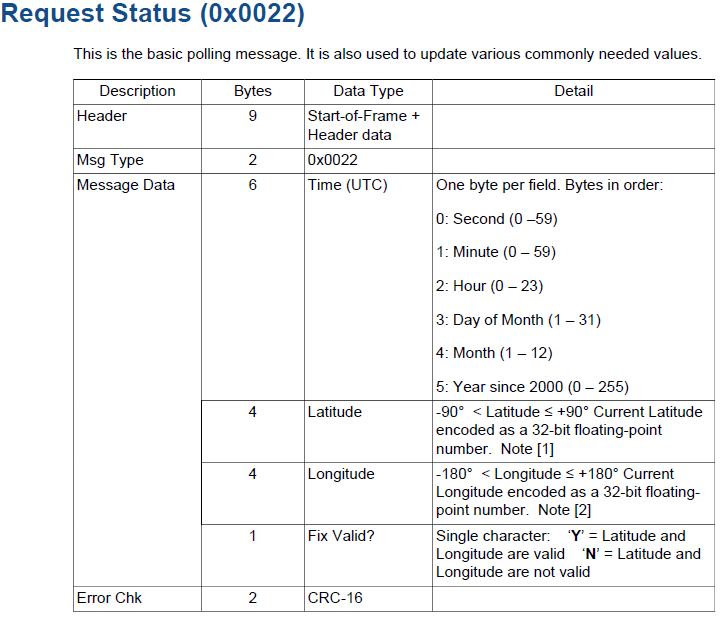 Request Status (0x0022)
This is the basic polling message. It is also used to update various commonly needed values.
Description Bytes Data Type Detail
Header 9 Start-of-Frame +
Header data
Msg Type 2 0x0022
Message Data 6 Time (UTC) One byte per field. Bytes in order:
0: Second (0 –59)
1: Minute (0 – 59)
2: Hour (0 – 23)
3: Day of Month (1 – 31)
4: Month (1 – 12)
5: Year since 2000 (0 – 255)
4 Latitude -90° < Latitude ≤ +90° Current Latitude
encoded as a 32-bit floating-point
number. Note [1]
4 Longitude -180° < Longitude ≤ +180° Current
Longitude encoded as a 32-bit floating-
point number. Note [2]
1 Fix Valid? Single character: ‘Y’ = Latitude and
Longitude are valid ‘N’ = Latitude and
Longitude are not valid
Error Chk 2 CRC-16